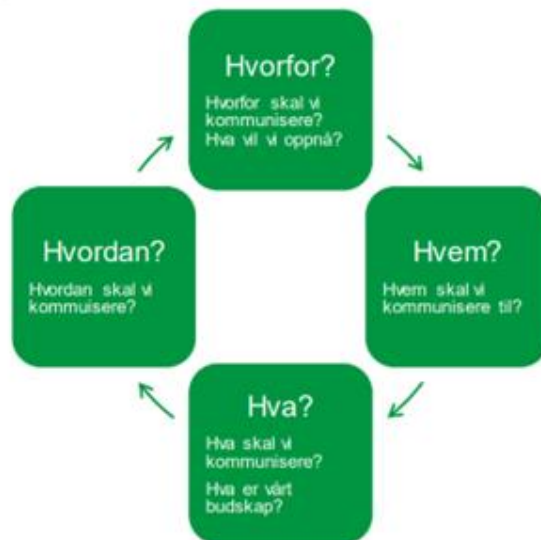 Hvorfor?
Hvorfor skal vi
kommunisere?
Hva vil vi oppnå?
Hvem?
Hvem skal vi
kommunisere til?
Hva?
Hva skal vi
kommunisere?
Hva er vårt
budskap?
Hvordan?
Hvordan skal vi
kommuisere?